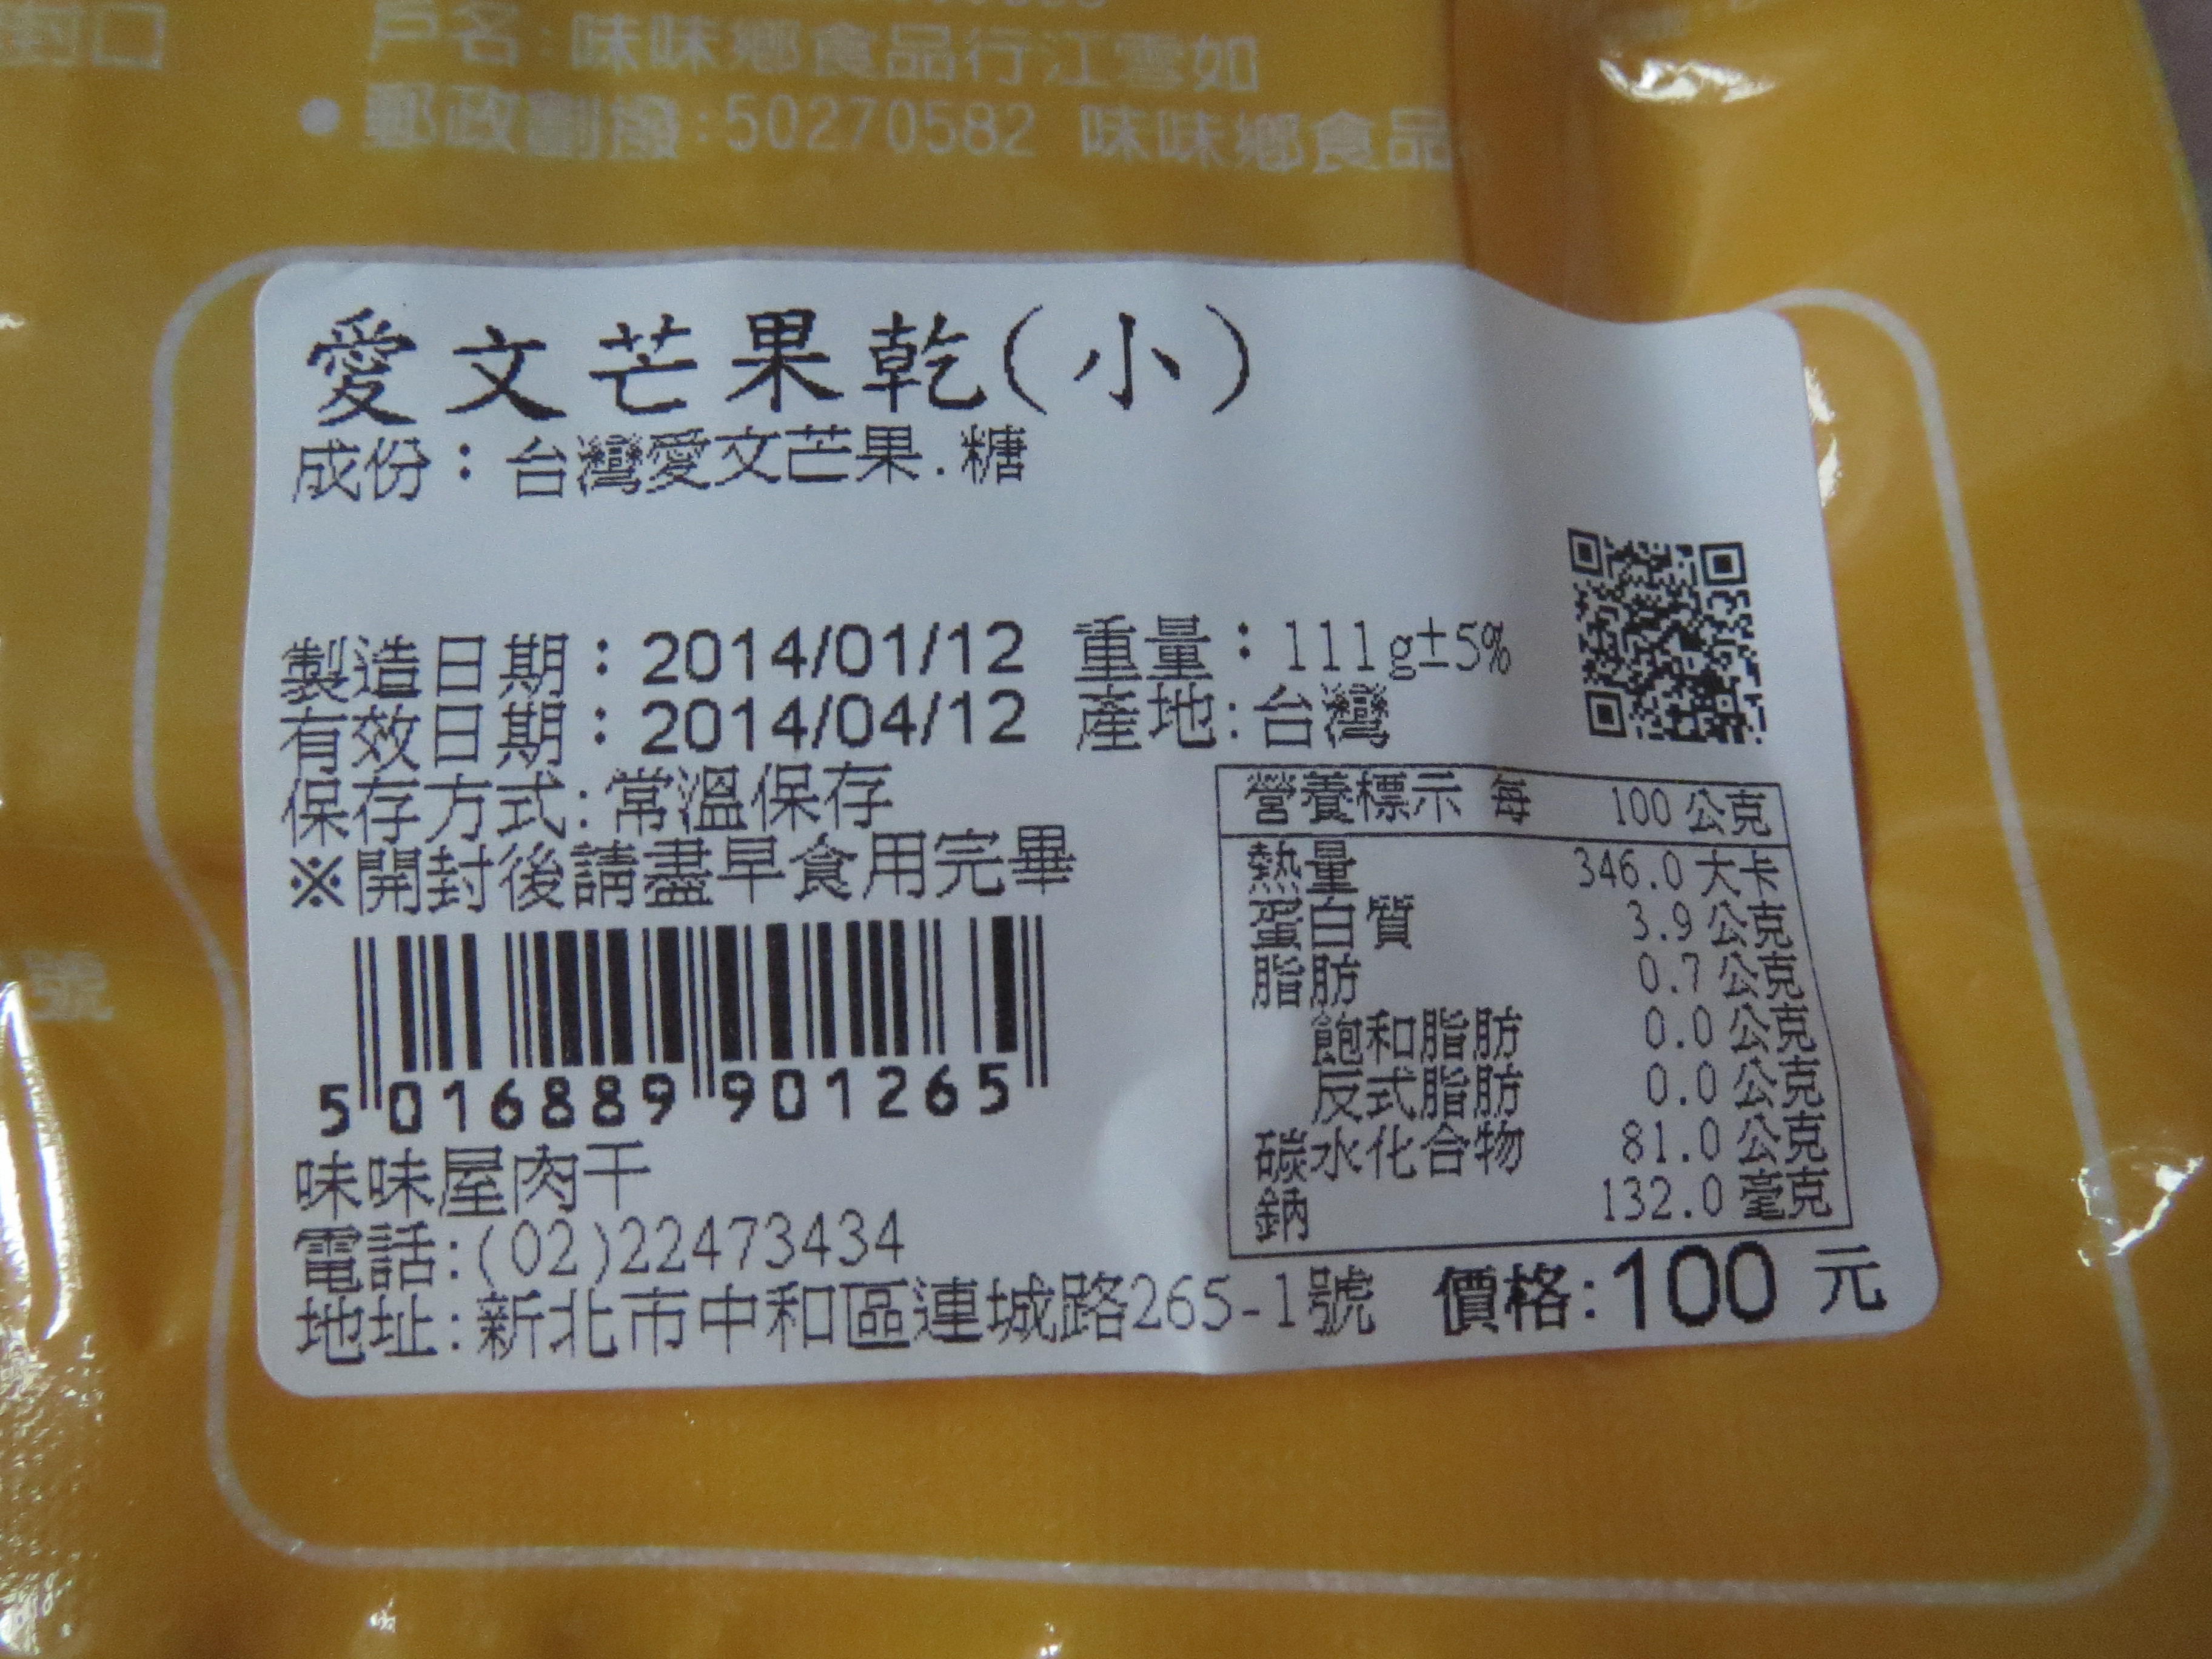 封口
戶名:味味鄉食品行江雲如
● 郵政劃撥:50270582 味味鄉食品
愛文芒果乾(小)
成份：台灣愛文芒果.糖
製造日期：2014/01/12 重量：111g±5%
有效日期：2014/04/12 產地:台灣
保存方式:常溫保存
※開封後請盡早食用完畢
營養標示 每 100 公克
熱量 346.0 大卡
蛋白質 3.9 公克
脂肪 0.7 公克
飽和脂肪 0.0 公克
反式脂肪 0.0 公克
碳水化合物 81.0 公克
鈉 132.0 毫克
5 016889 901265
味味屋肉干
電話:(02)22473434
地址:新北市中和區連城路265-1號 價格:100 元
號